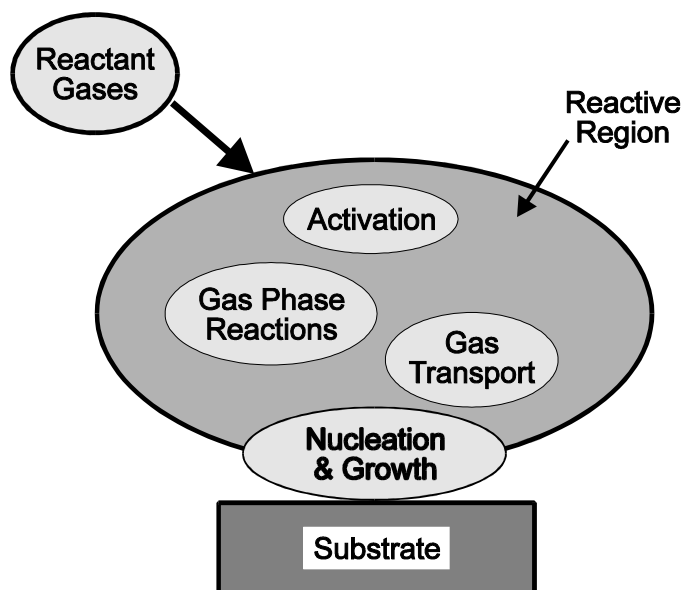 Reactant
Gases
Reactive
Region
Activation
Gas Phase
Reactions
Gas
Transport
Nucleation
& Growth
Substrate